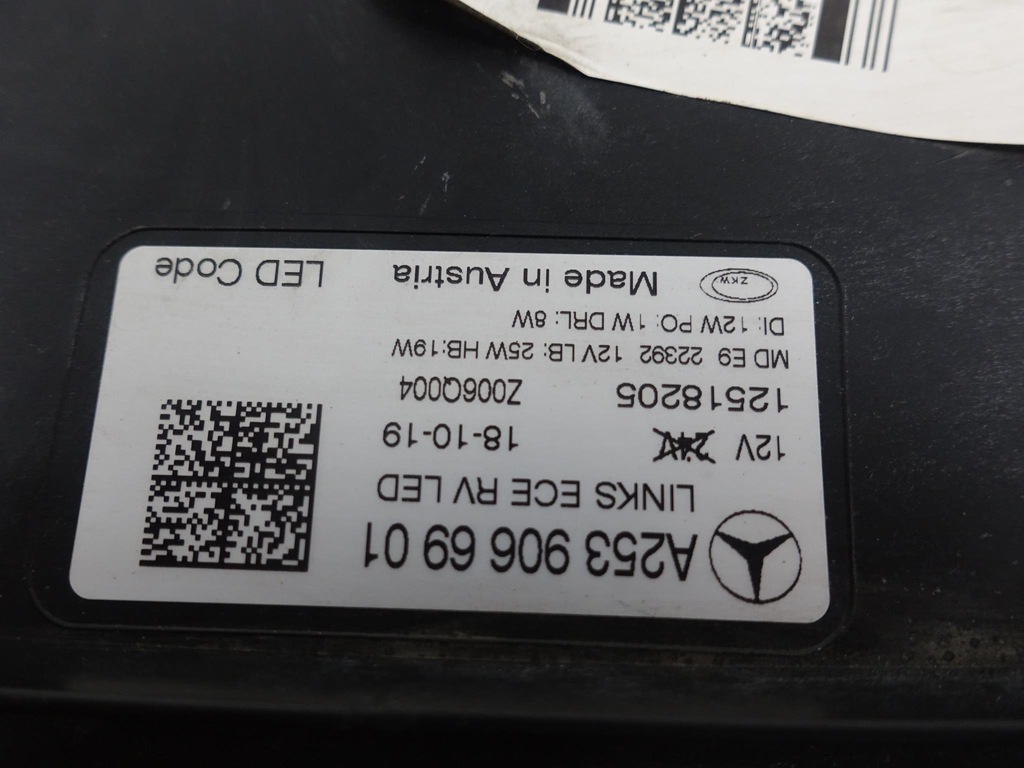 A253 906 69 01
LINKS ECE RV LED
12V 24V 18-10-19
12518205 Z006Q004
MD E9 22392 12V LB: 25W HB:19W
DI: 12W PO: 1W DRL: 8W
ZKW Made in Austria LED Code